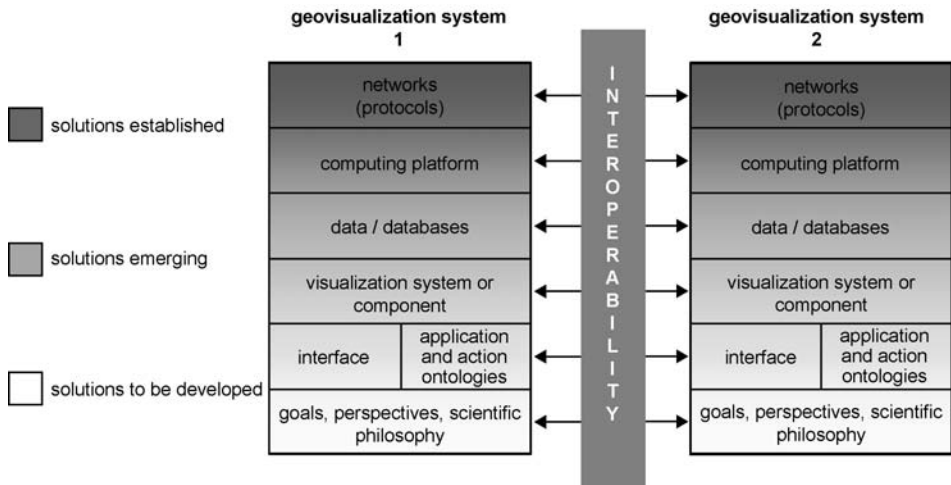 geovisualization system
1
geovisualization system
2
solutions established
solutions emerging
solutions to be developed
networks
(protocols)
computing platform
data / databases
visualization system or
component
interface
application
and action
ontologies
goals, perspectives, scientific
philosophy
INTEROPERABILITY
networks
(protocols)
computing platform
data / databases
visualization system or
component
interface
application
and action
ontologies
goals, perspectives, scientific
philosophy